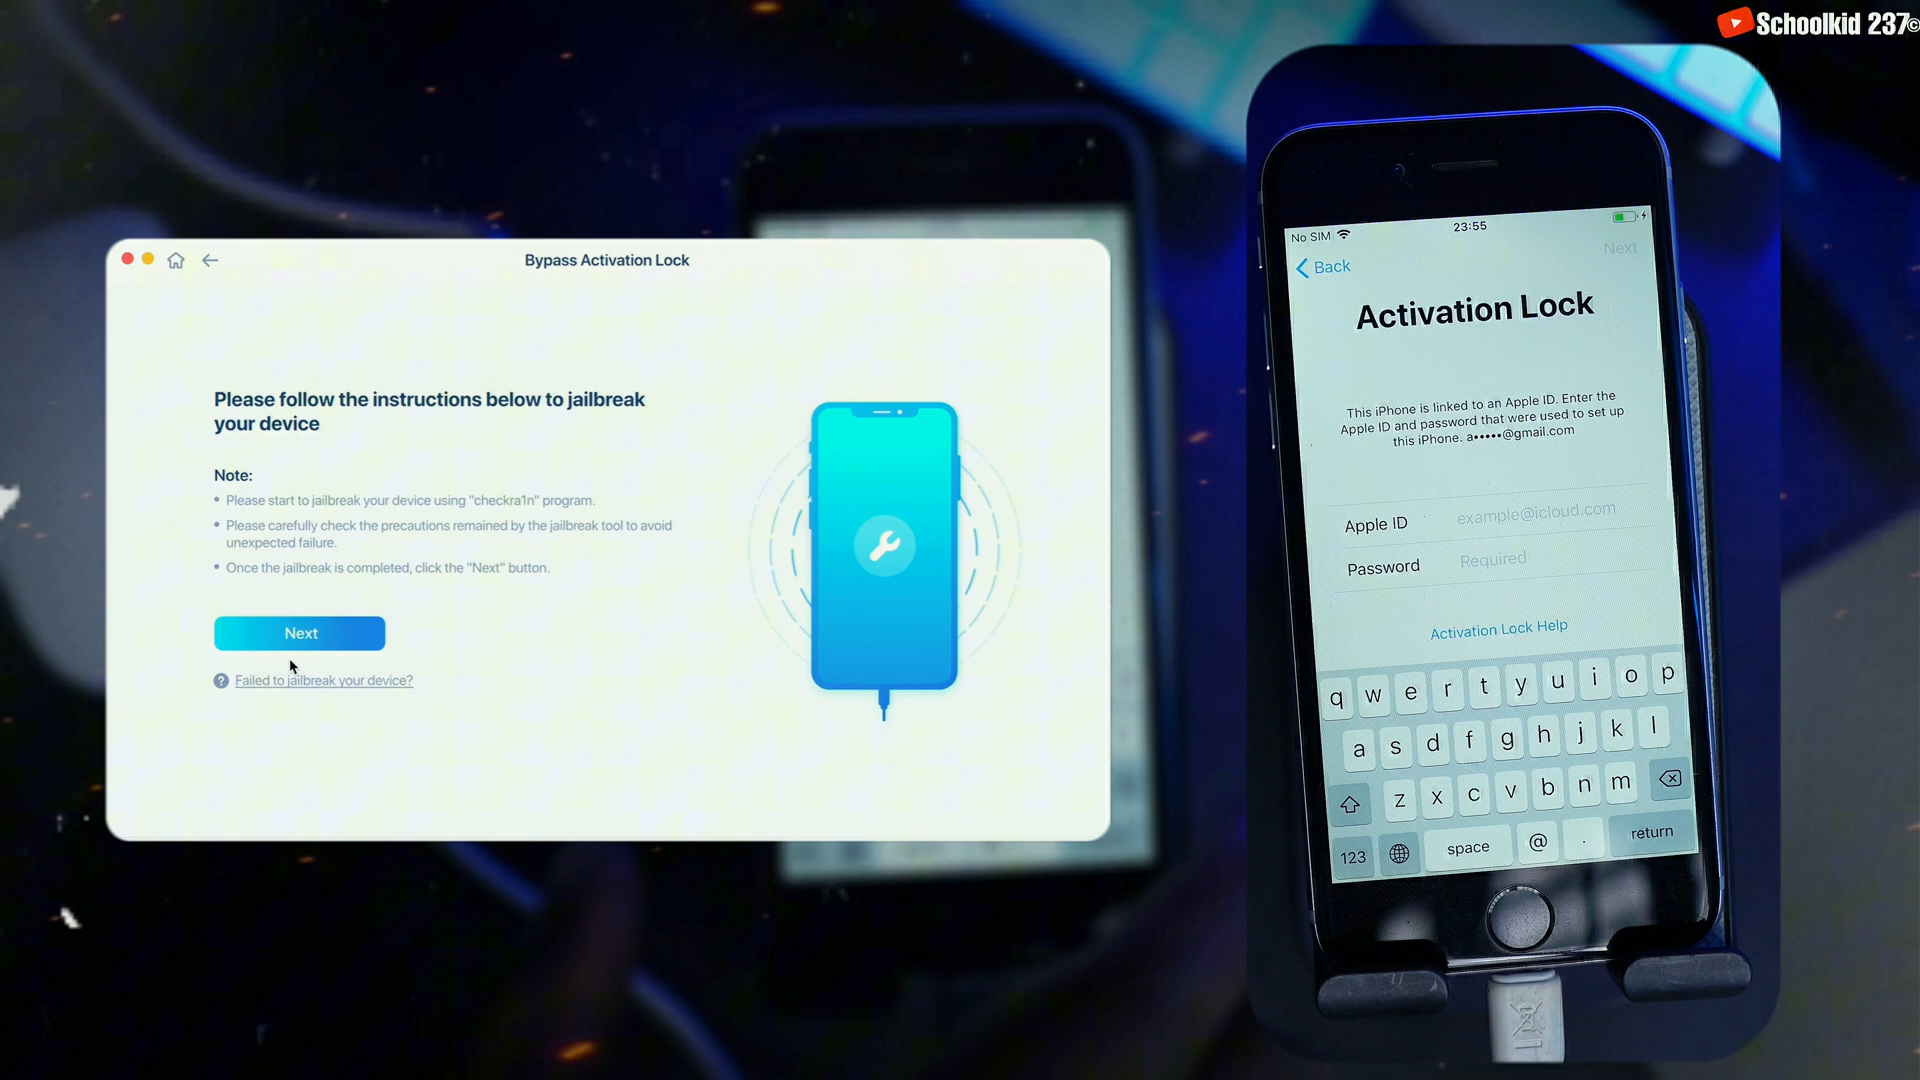 Schoolkid 237©
Bypass Activation Lock
Please follow the instructions below to jailbreak
your device
Note:
Please start to jailbreak your device using "checkra1n" program.
Please carefully check the precautions remained by the jailbreak tool to avoid
unexpected failure.
Once the jailbreak is completed, click the "Next" button.
Next
? Failed to jailbreak your device?
No SIM 23:55
Back Next
Activation Lock
This iPhone is linked to an Apple ID. Enter the
Apple ID and password that were used to set up
this iPhone. a•••••@gmail.com
Apple ID example@icloud.com
Password Required
Activation Lock Help
q w e r t y u i o p
a s d f g h j k l
z x c v b n m
123 space @ . return